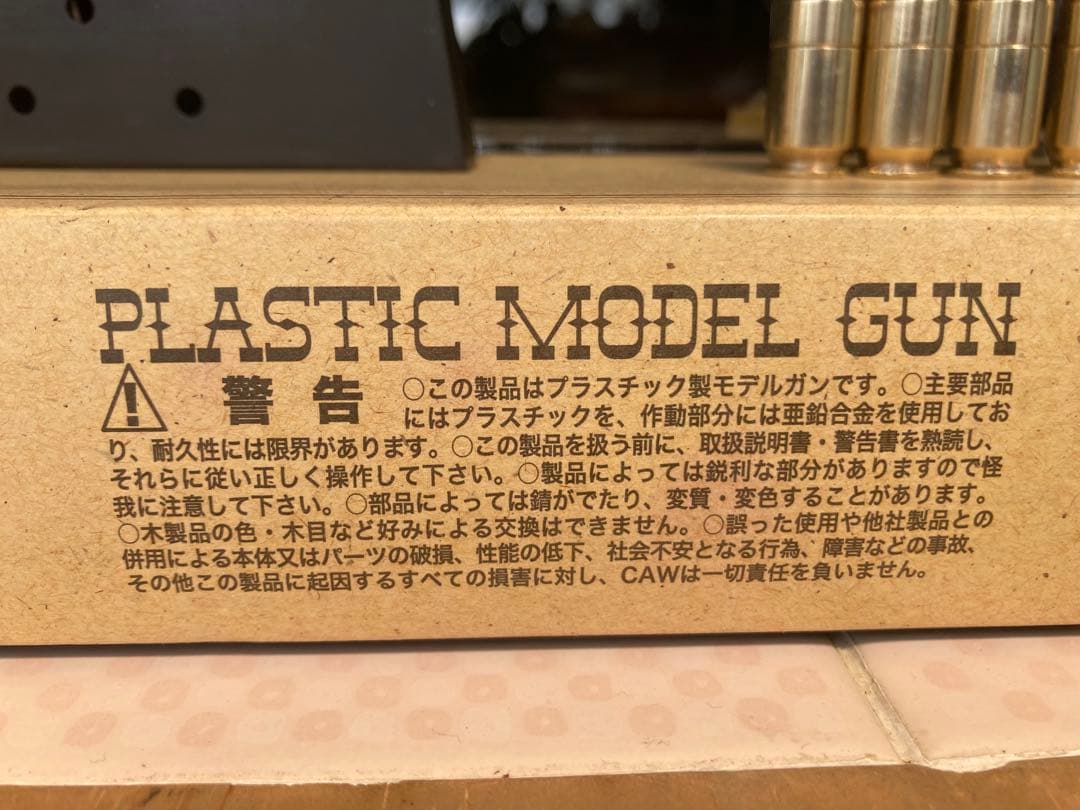 PLASTIC MODEL GUN
警告 ○この製品はプラスチック製モデルガンです。○主要部品
にはプラスチックを、作動部分には亜鉛合金を使用してお
り、耐久性には限界があります。○この製品を扱う前に、取扱説明書・警告書を熟読し、
それらに従い正しく操作して下さい。○製品によっては鋭利な部分がありますので怪
我に注意して下さい。○部品によっては錆がでたり、変質・変色することがあります。
○木製品の色・木目など好みによる交換はできません。○誤った使用や他社製品との
併用による本体又はパーツの破損、性能の低下、社会不安となる行為、障害などの事故、
その他この製品に起因するすべての損害に対し、CAWは一切責任を負いません。